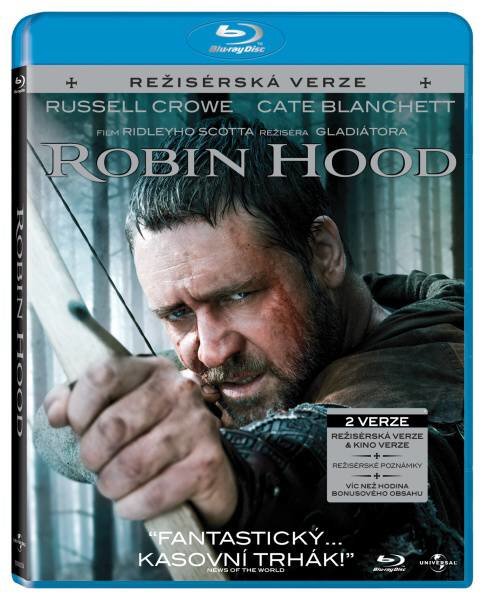 Blu-ray Disc
REŽISÉRSKÁ VERZE
RUSSELL CROWE CATE BLANCHETT
FILM RIDLEYHO SCOTTA REŽISÉRA GLADIÁTORA
ROBIN HOOD
ROBIN HOOD
2 VERZE
REŽISÉRSKÁ VERZE
& KINO VERZE
REŽISÉRSKÉ POZNÁMKY
VÍC NEŽ HODINA
BONUSOVÉHO OBSAHU
“FANTASTICKÝ...
KASOVNÍ TRHÁK!”
NEWS OF THE WORLD
Blu-ray Disc
UNIVERSAL